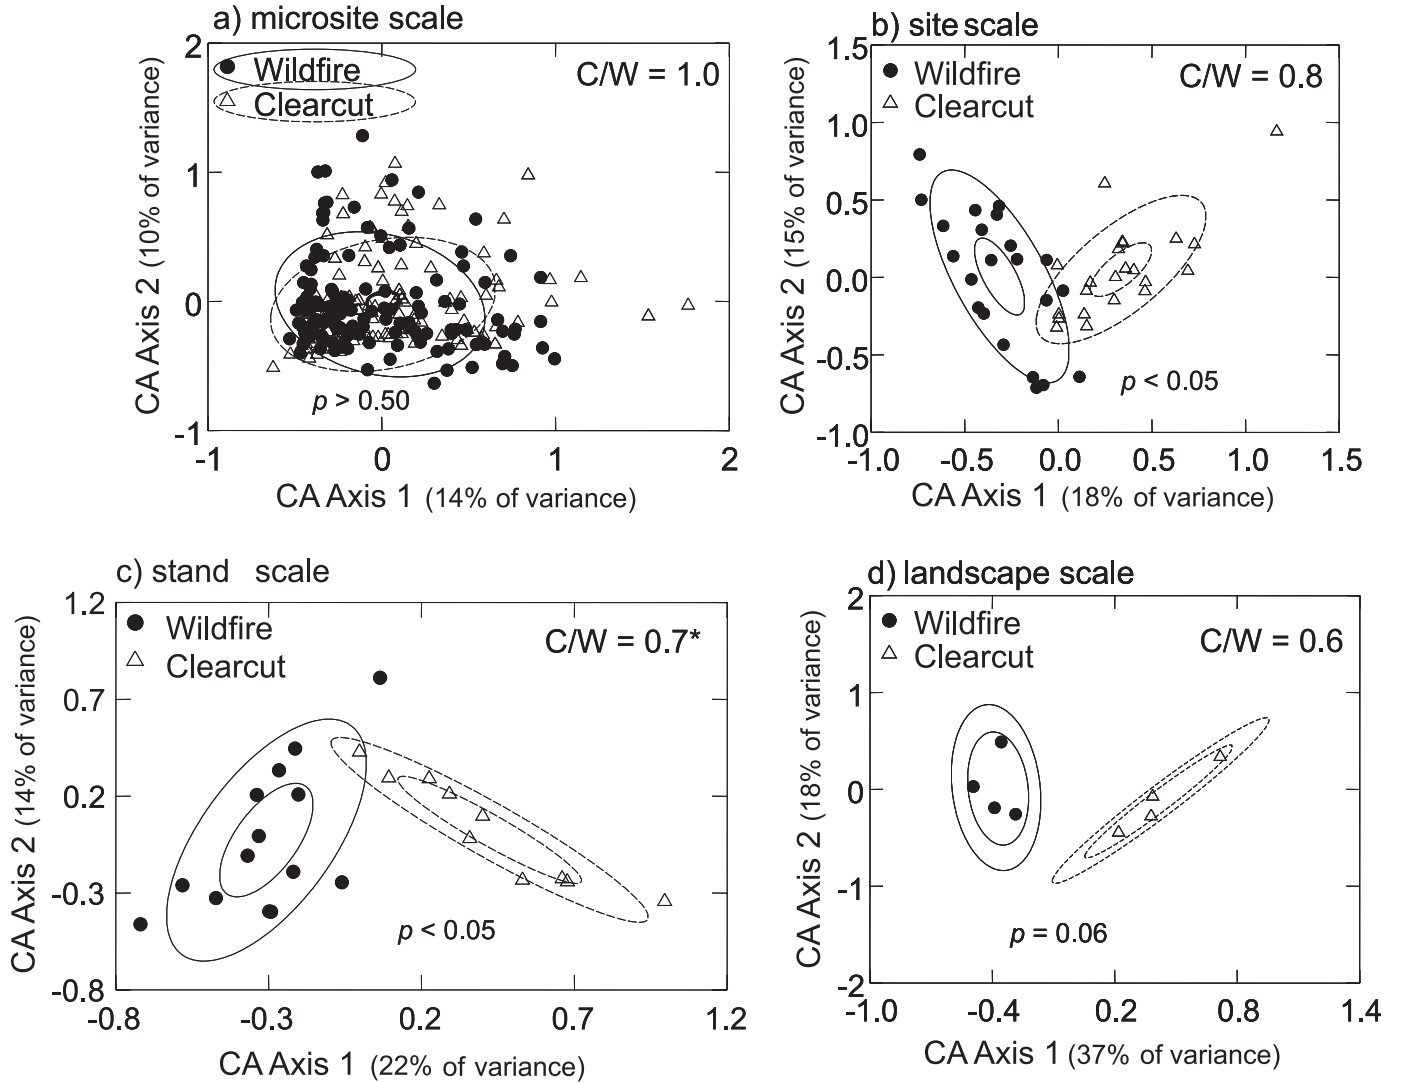 a) microsite scale
2
1
0
-1
-1
0
1
2
CA Axis 2 (10% of variance)
CA Axis 1 (14% of variance)
Wildfire
Clearcut
C/W = 1.0
p > 0.50
b) site scale
1.5
1.0
0.5
0.0
-0.5
-1.0
-1.0
-0.5
0.0
0.5
1.0
1.5
CA Axis 2 (15% of variance)
CA Axis 1 (18% of variance)
Wildfire
Clearcut
C/W = 0.8
p < 0.05
c) stand scale
1.2
0.7
0.2
-0.3
-0.8
-0.8
-0.3
0.2
0.7
1.2
CA Axis 2 (14% of variance)
CA Axis 1 (22% of variance)
Wildfire
Clearcut
C/W = 0.7*
p < 0.05
d) landscape scale
2
1
0
-1
-2
-1.0
-0.4
0.2
0.8
1.4
CA Axis 2 (18% of variance)
CA Axis 1 (37% of variance)
Wildfire
Clearcut
C/W = 0.6
p = 0.06